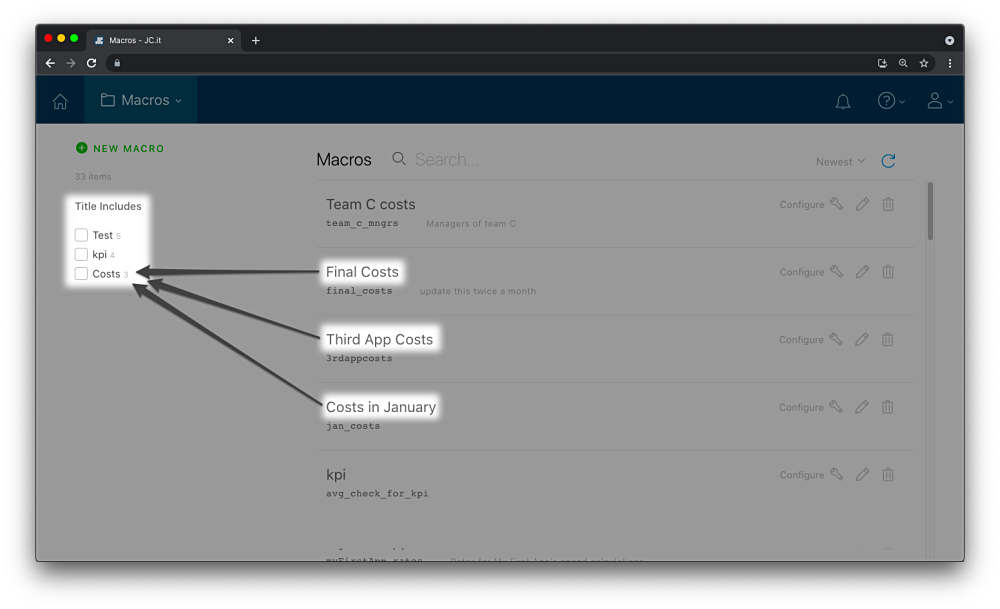 Macros - JC.it
Macros
NEW MACRO
33 items
Title Includes
Test 5
kpi 4
Costs 3
Macros Search... Newest
Team C costs Configure
team_c_mngrs Managers of team C
Final Costs Configure
final_costs update this twice a month
Third App Costs Configure
3rdappcosts
Costs in January Configure
jan_costs
kpi Configure
avg_check_for_kpi